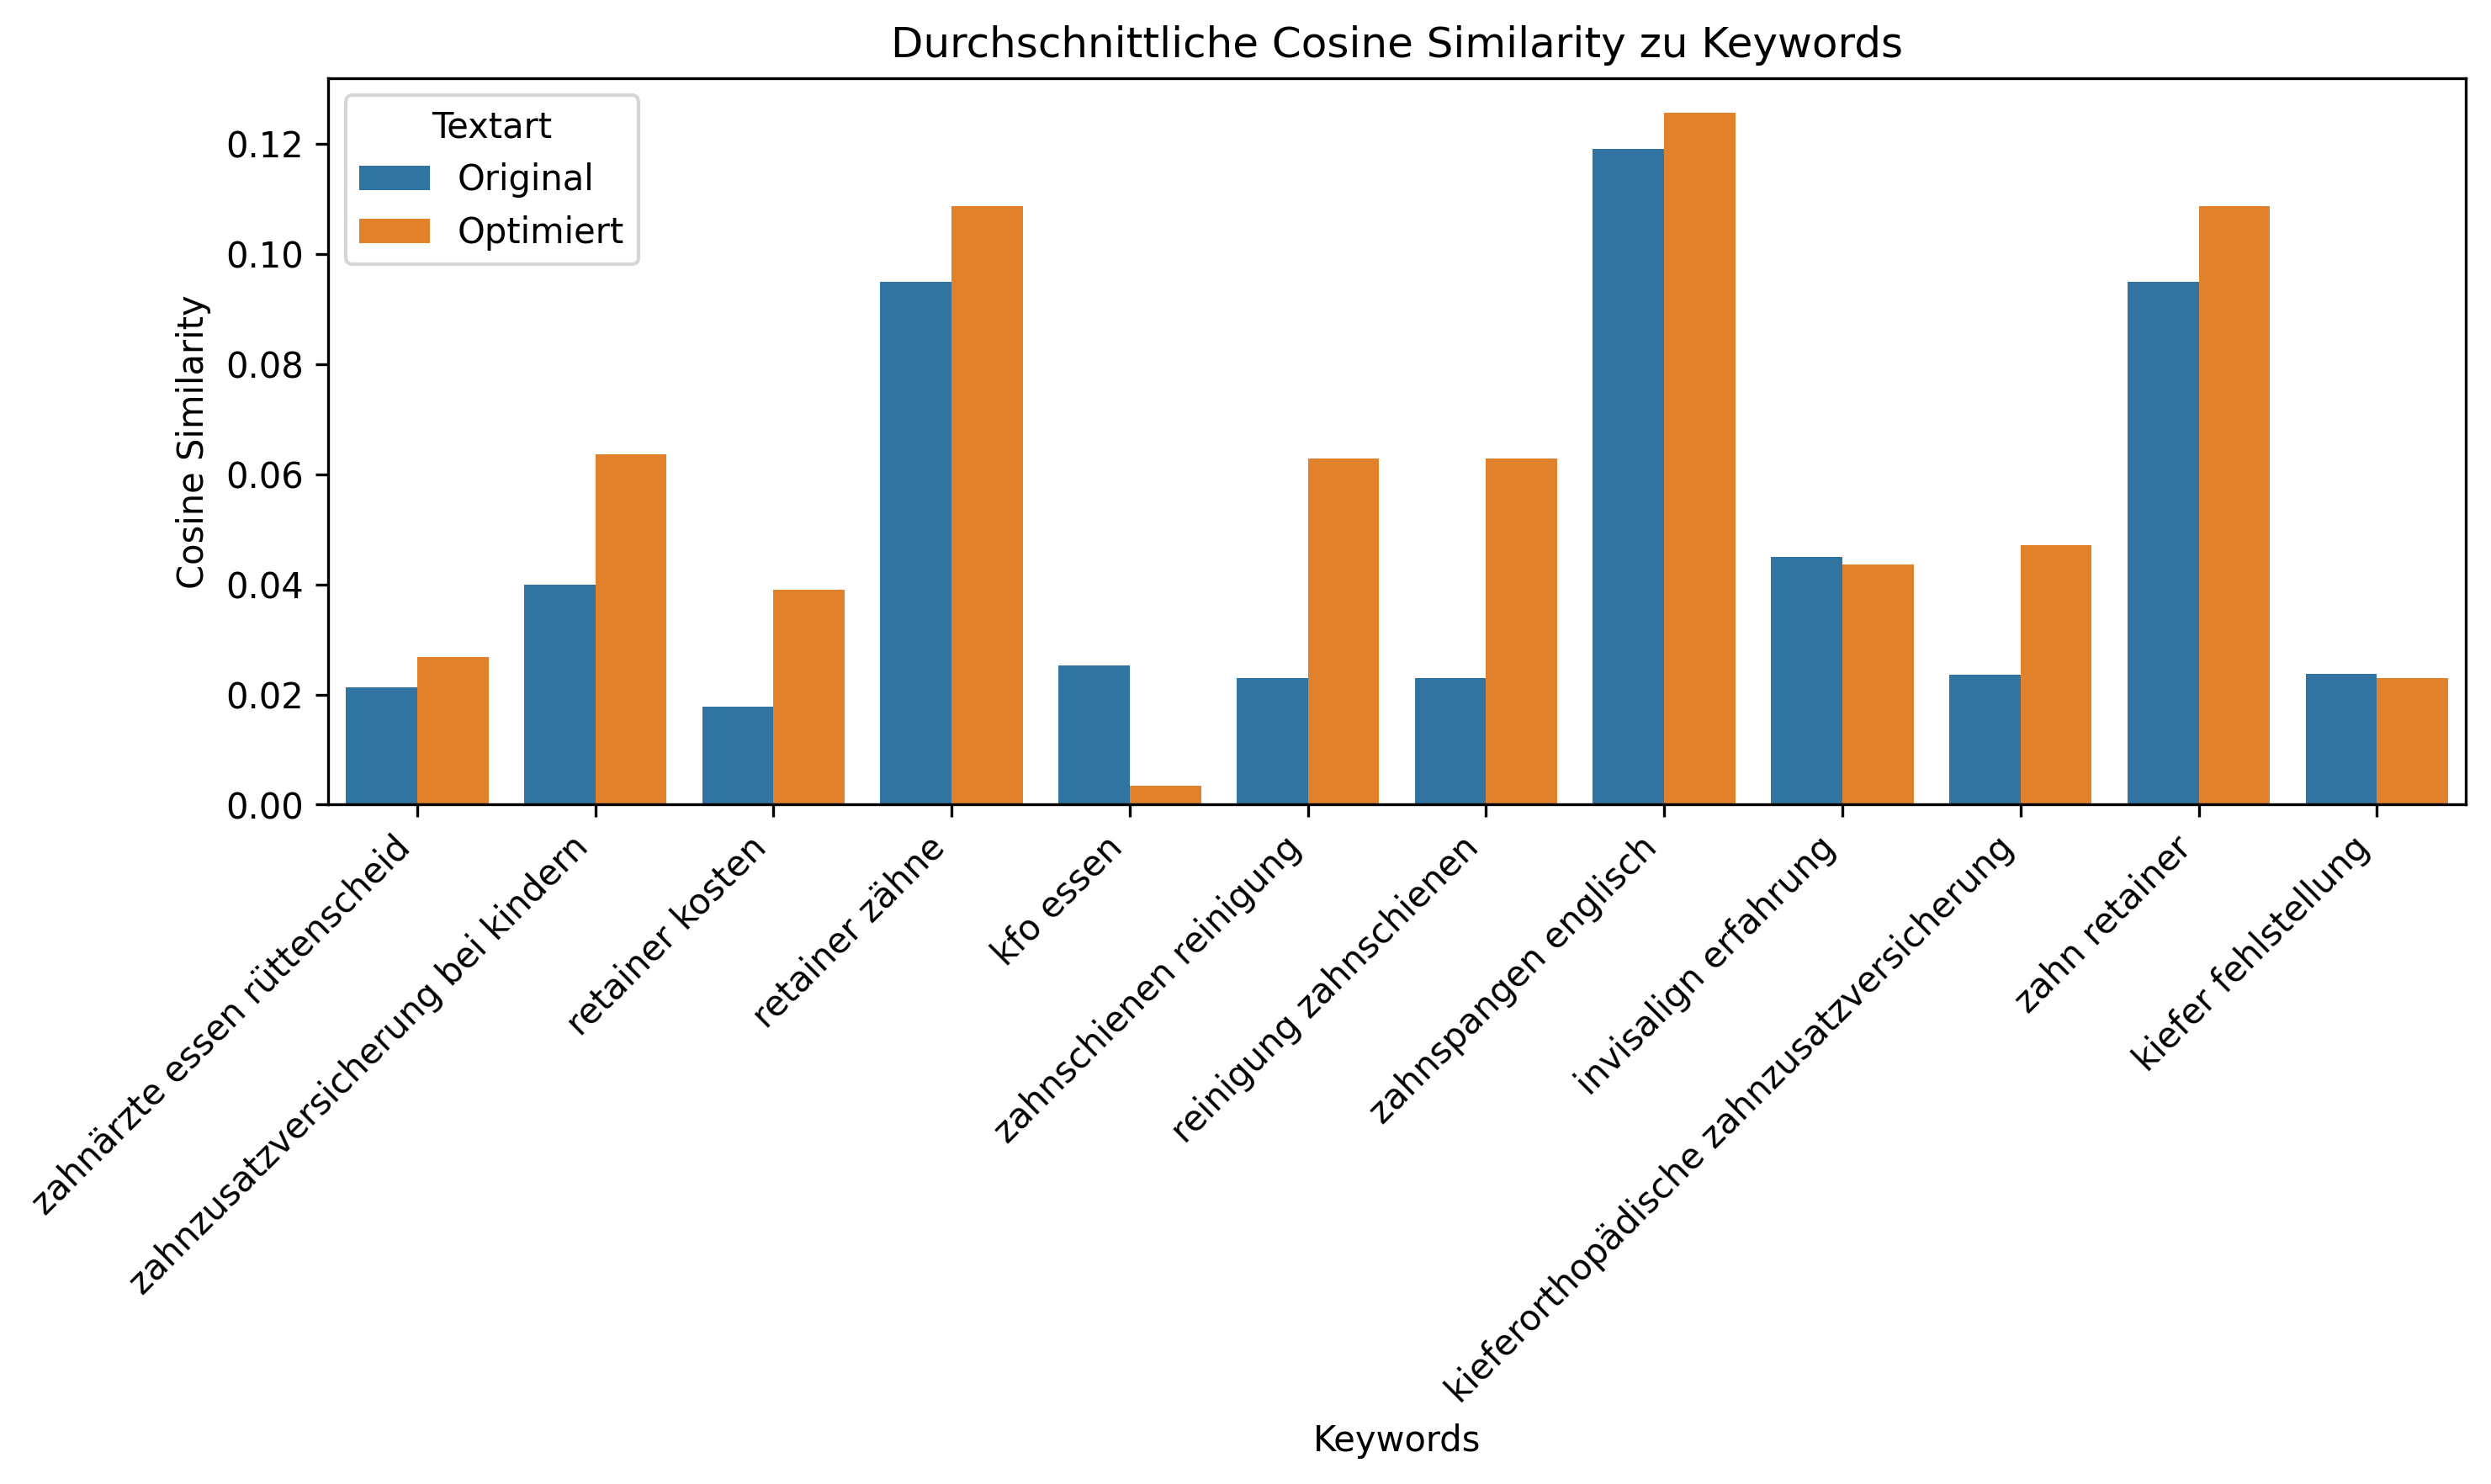 Durchschnittliche Cosine Similarity zu Keywords
Textart
Original
Optimiert
Cosine Similarity
0.12
0.10
0.08
0.06
0.04
0.02
0.00
zahnärzte essen rüttenscheid
zahnzusatzversicherung bei kindern
retainer kosten
retainer zähne
kfo essen
zahnschienen reinigung
reinigung zahnschienen
zahnspangen englisch
invisalign erfahrung
kieferorthopädische zahnzusatzversicherung
zahn retainer
kiefer fehlstellung
Keywords